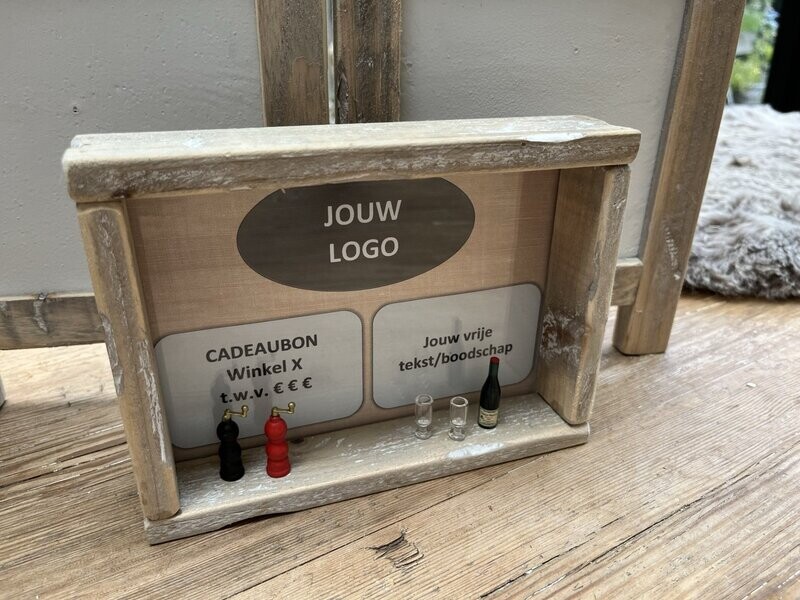 JOUW
LOGO
CADEAUBON
Winkel X
t.w.v. € € €
Jouw vrije
tekst/boodschap